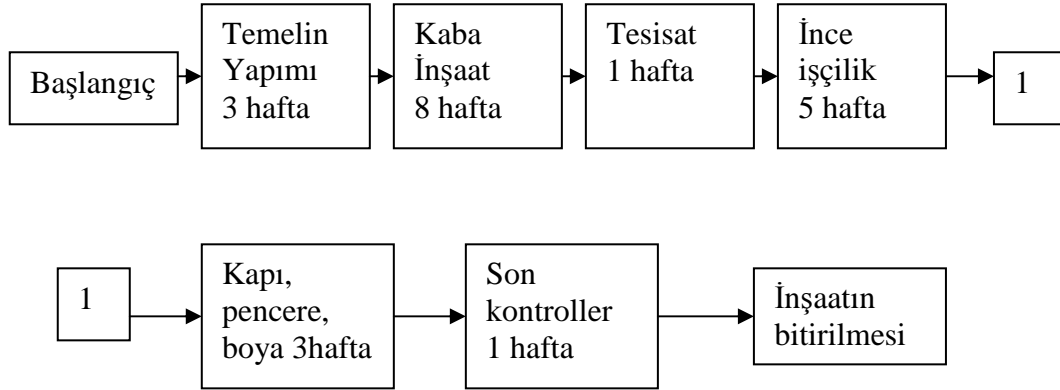 Başlangıç
Temelin
Yapımı
3 hafta
Kaba
İnşaat
8 hafta
Tesisat
1 hafta
İnce
işçilik
5 hafta
1
1
Kapı,
pencere,
boya 3hafta
Son
kontroller
1 hafta
İnşaatın
bitirilmesi